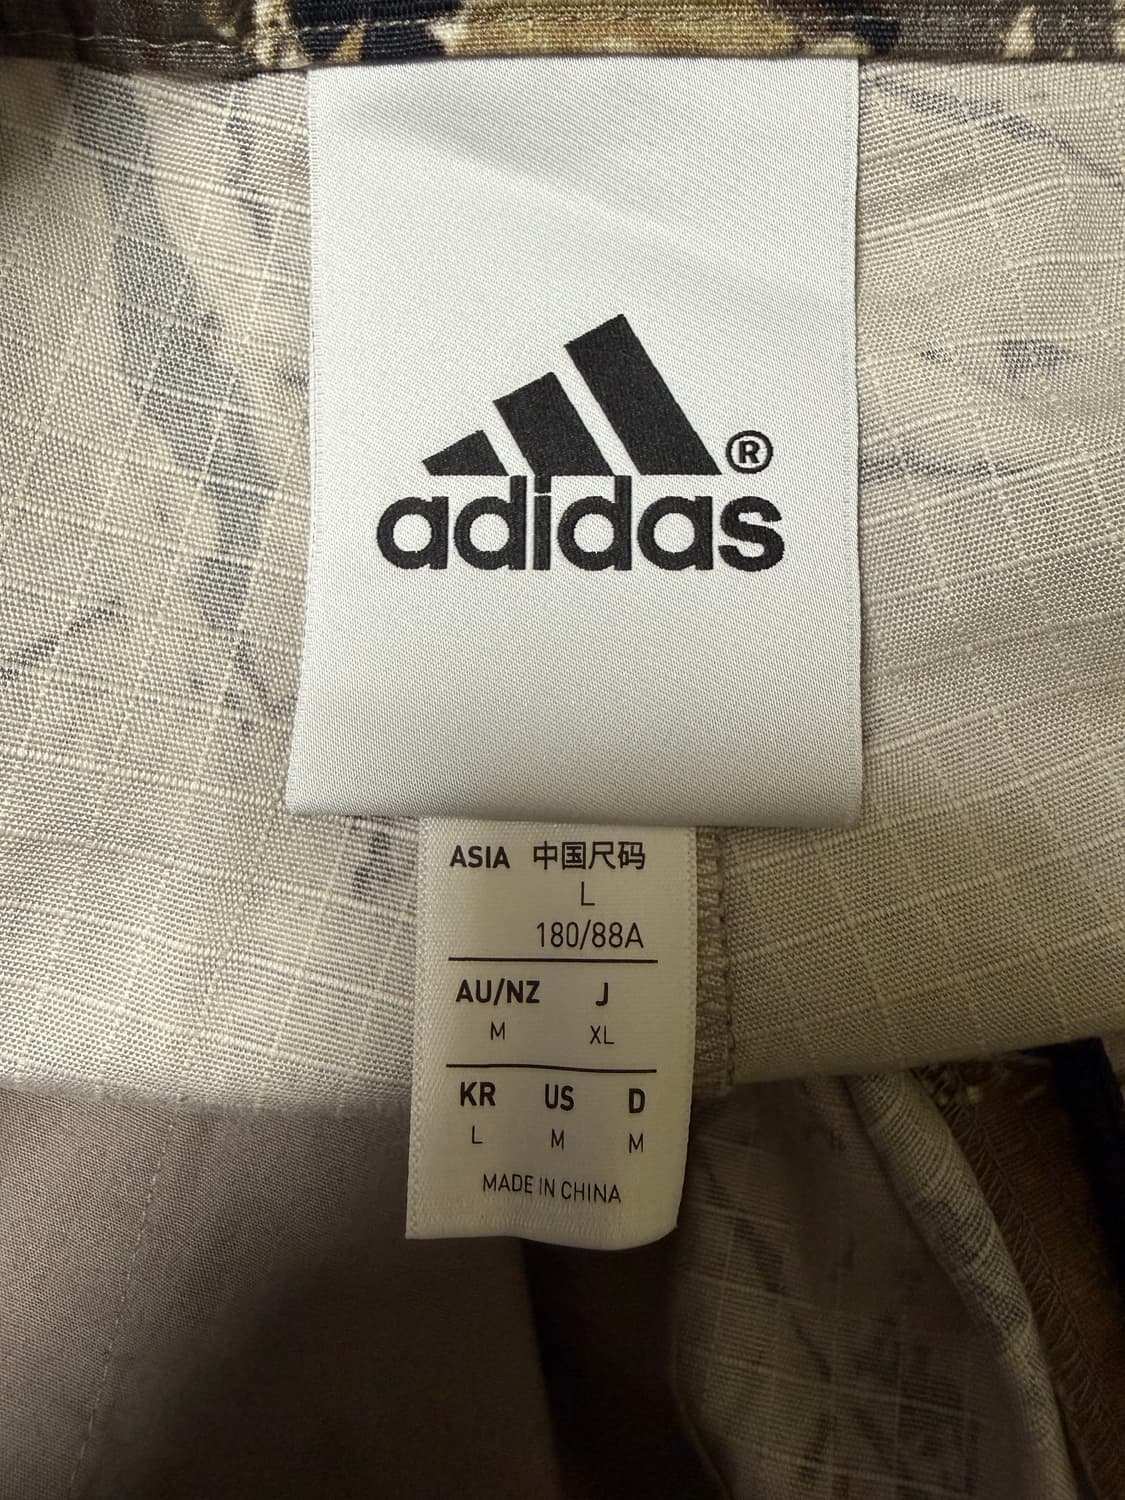 adidas®
ASIA 中国尺码
L
180/88A
AU/NZ J
M XL
KR US D
L M M
MADE IN CHINA